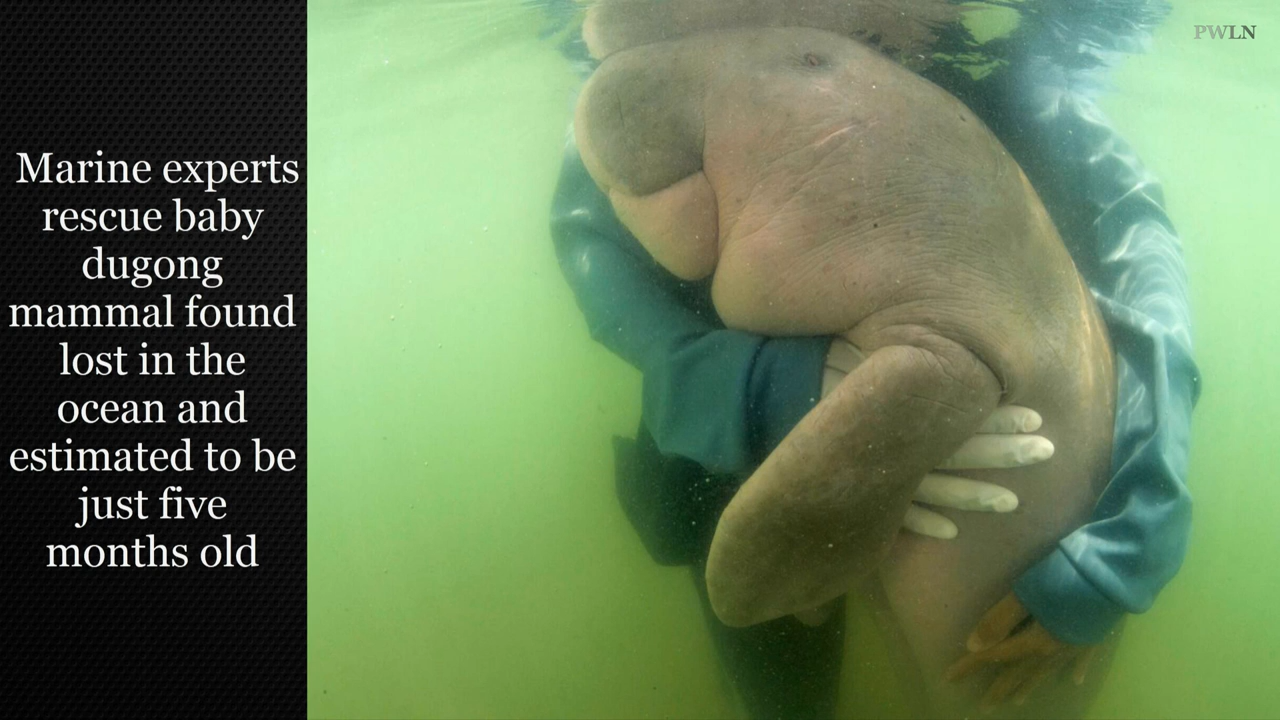 PWLN
Marine experts
rescue baby
dugong
mammal found
lost in the
ocean and
estimated to be
just five
months old